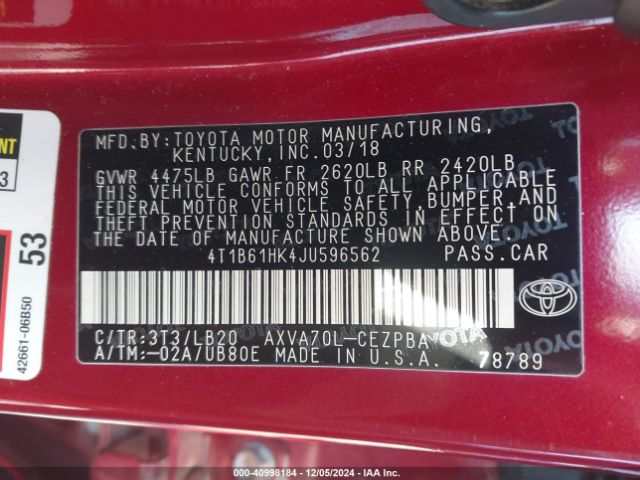 MFD.BY:TOYOTA MOTOR MANUFACTURING,
KENTUCKY,INC.03/18
GVWR 4475LB GAWR FR 2620LB RR 2420LB
THIS VEHICLE CONFORMS TO ALL APPLICABLE
FEDERAL MOTOR VEHICLE SAFETY,BUMPER,AND
THEFT PREVENTION STANDARDS IN EFFECT ON
THE DATE OF MANUFACTURE SHOWN ABOVE.
4T1B61HK4JU596562 PASS.CAR
C/TR:3T3/LB20 AXVA70L-CEZPBA
A/TM:-02A/UB80E MADE IN U.S.A. 78789
TOYOTA
53
42661-06B50
3
40998184 - 12/05/2024 - IAA Inc.